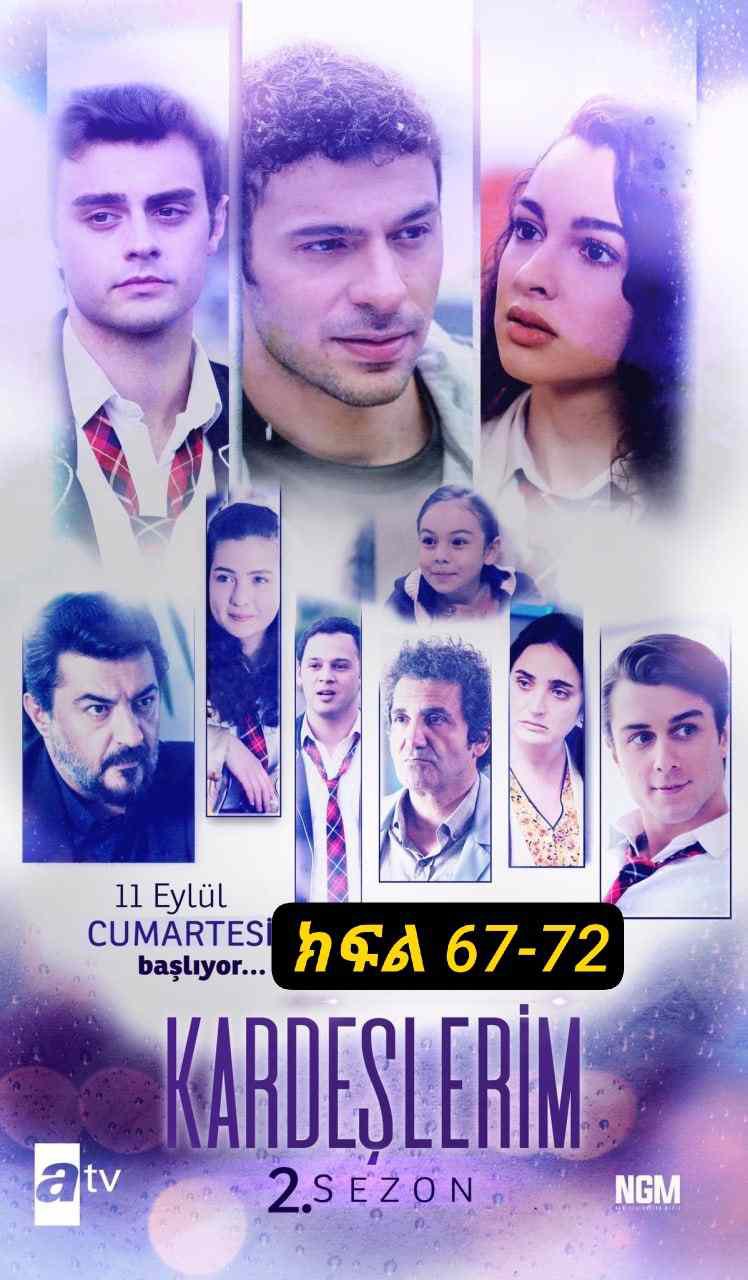 11 Eylül
CUMARTESİ
başlıyor...
ክፍል 67-72
KARDEŞLERİM
2.SEZON
atv
NGM